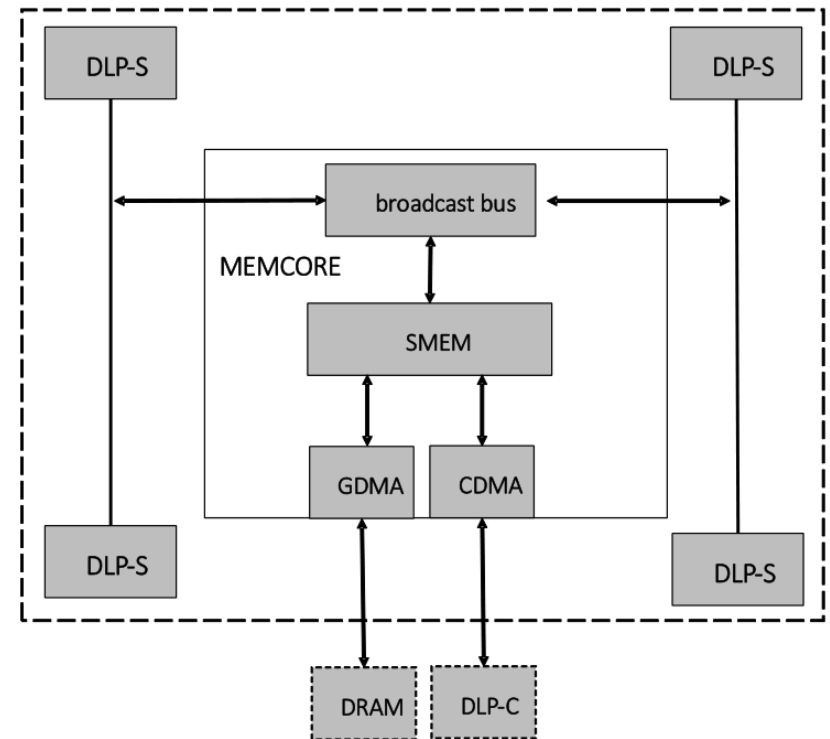 DLP-S
DLP-S
broadcast bus
MEMCORE
SMEM
GDMA
CDMA
DLP-S
DLP-S
DRAM
DLP-C